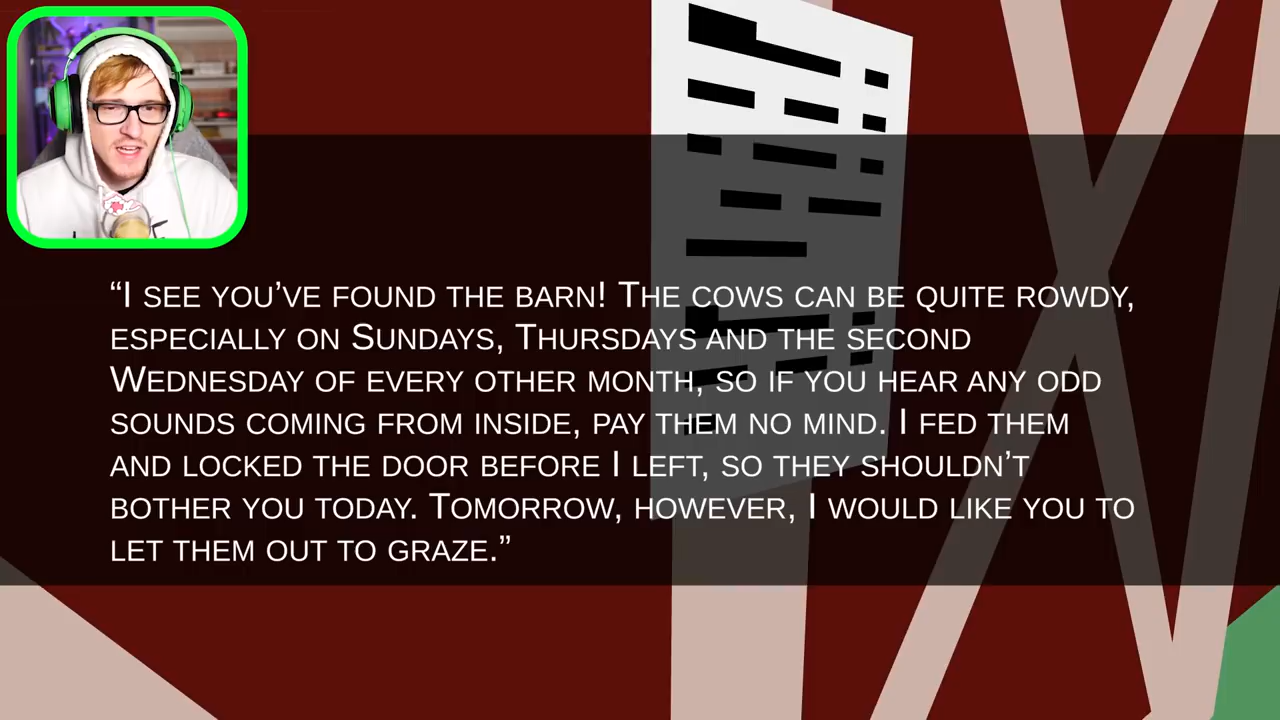 “I SEE YOU’VE FOUND THE BARN! THE COWS CAN BE QUITE ROWDY,
ESPECIALLY ON SUNDAYS, THURSDAYS AND THE SECOND
WEDNESDAY OF EVERY OTHER MONTH, SO IF YOU HEAR ANY ODD
SOUNDS COMING FROM INSIDE, PAY THEM NO MIND. I FED THEM
AND LOCKED THE DOOR BEFORE I LEFT, SO THEY SHOULDN’T
BOTHER YOU TODAY. TOMORROW, HOWEVER, I WOULD LIKE YOU TO
LET THEM OUT TO GRAZE.”